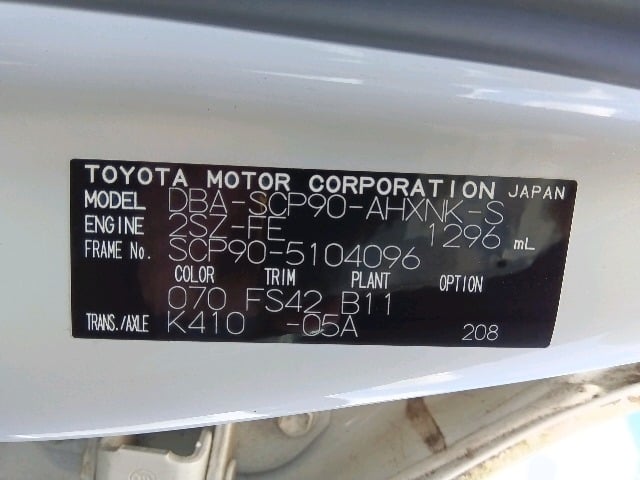 TOYOTA MOTOR CORPORATION JAPAN
MODEL DBA-SCP90-AHXNK-S
ENGINE 2SZ-FE 1296 mL
FRAME No. SCP90-5104096
COLOR TRIM PLANT OPTION
070 FS42 B11
TRANS./AXLE K410 -05A 208